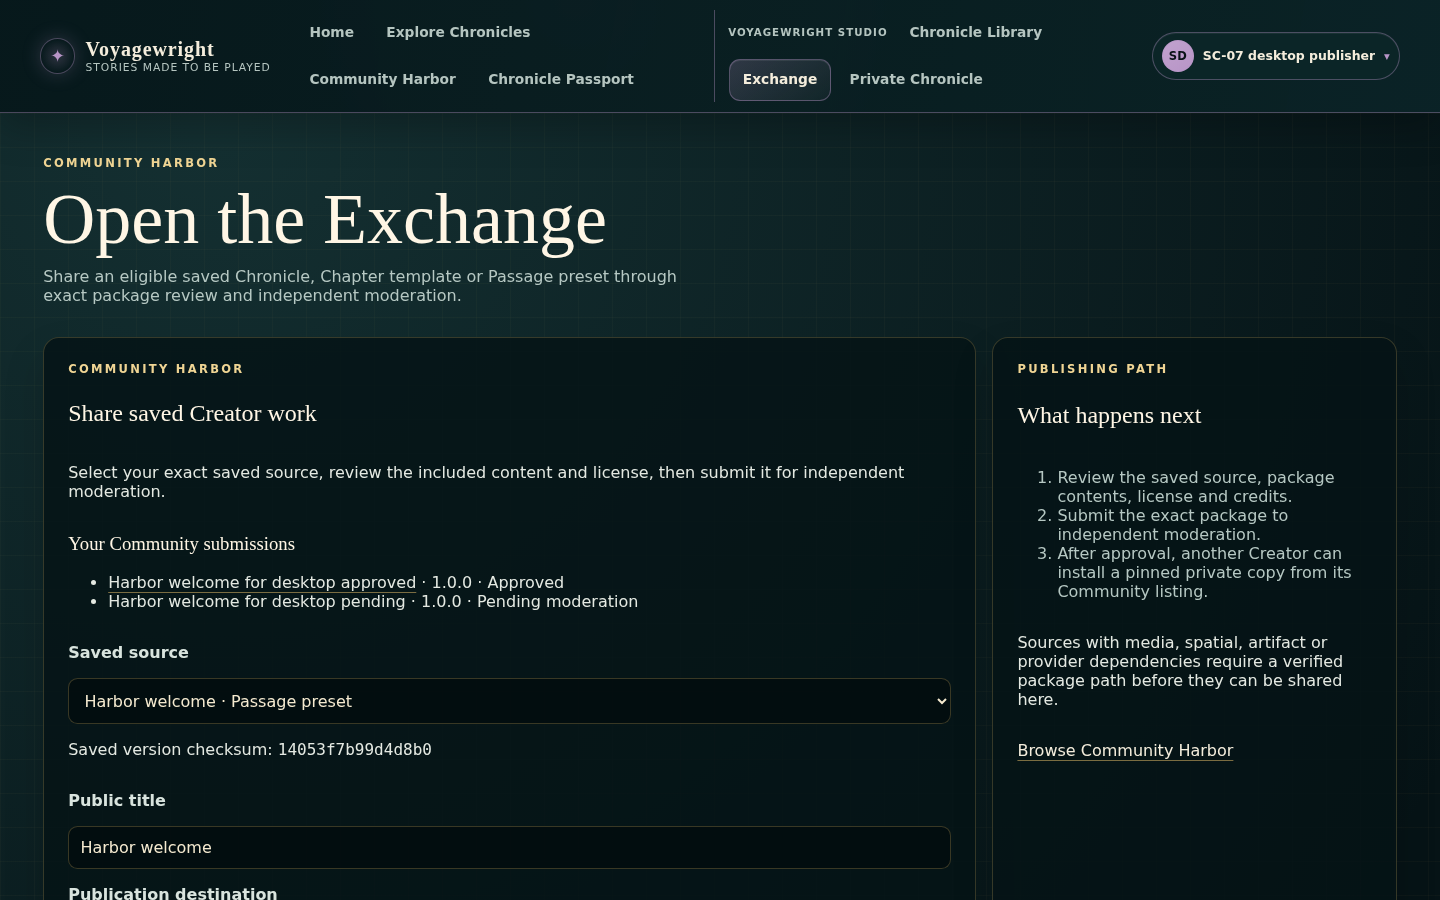 Voyagewright
STORIES MADE TO BE PLAYED
Home
Explore Chronicles
Community Harbor
Chronicle Passport
VOYAGEWRIGHT STUDIO
Chronicle Library
Exchange
Private Chronicle
SD
SC-07 desktop publisher
COMMUNITY HARBOR
Open the Exchange
Share an eligible saved Chronicle, Chapter template or Passage preset through
exact package review and independent moderation.
COMMUNITY HARBOR
Share saved Creator work
Select your exact saved source, review the included content and license, then submit it for independent
moderation.
Your Community submissions
• Harbor welcome for desktop approved · 1.0.0 · Approved
• Harbor welcome for desktop pending · 1.0.0 · Pending moderation
Saved source
Harbor welcome · Passage preset
Saved version checksum: 14053f7b99d4d8b0
Public title
Harbor welcome
Publication destination
PUBLISHING PATH
What happens next
1. Review the saved source, package
contents, license and credits.
2. Submit the exact package to
independent moderation.
3. After approval, another Creator can
install a pinned private copy from its
Community listing.
Sources with media, spatial, artifact or
provider dependencies require a verified
package path before they can be shared
here.
Browse Community Harbor